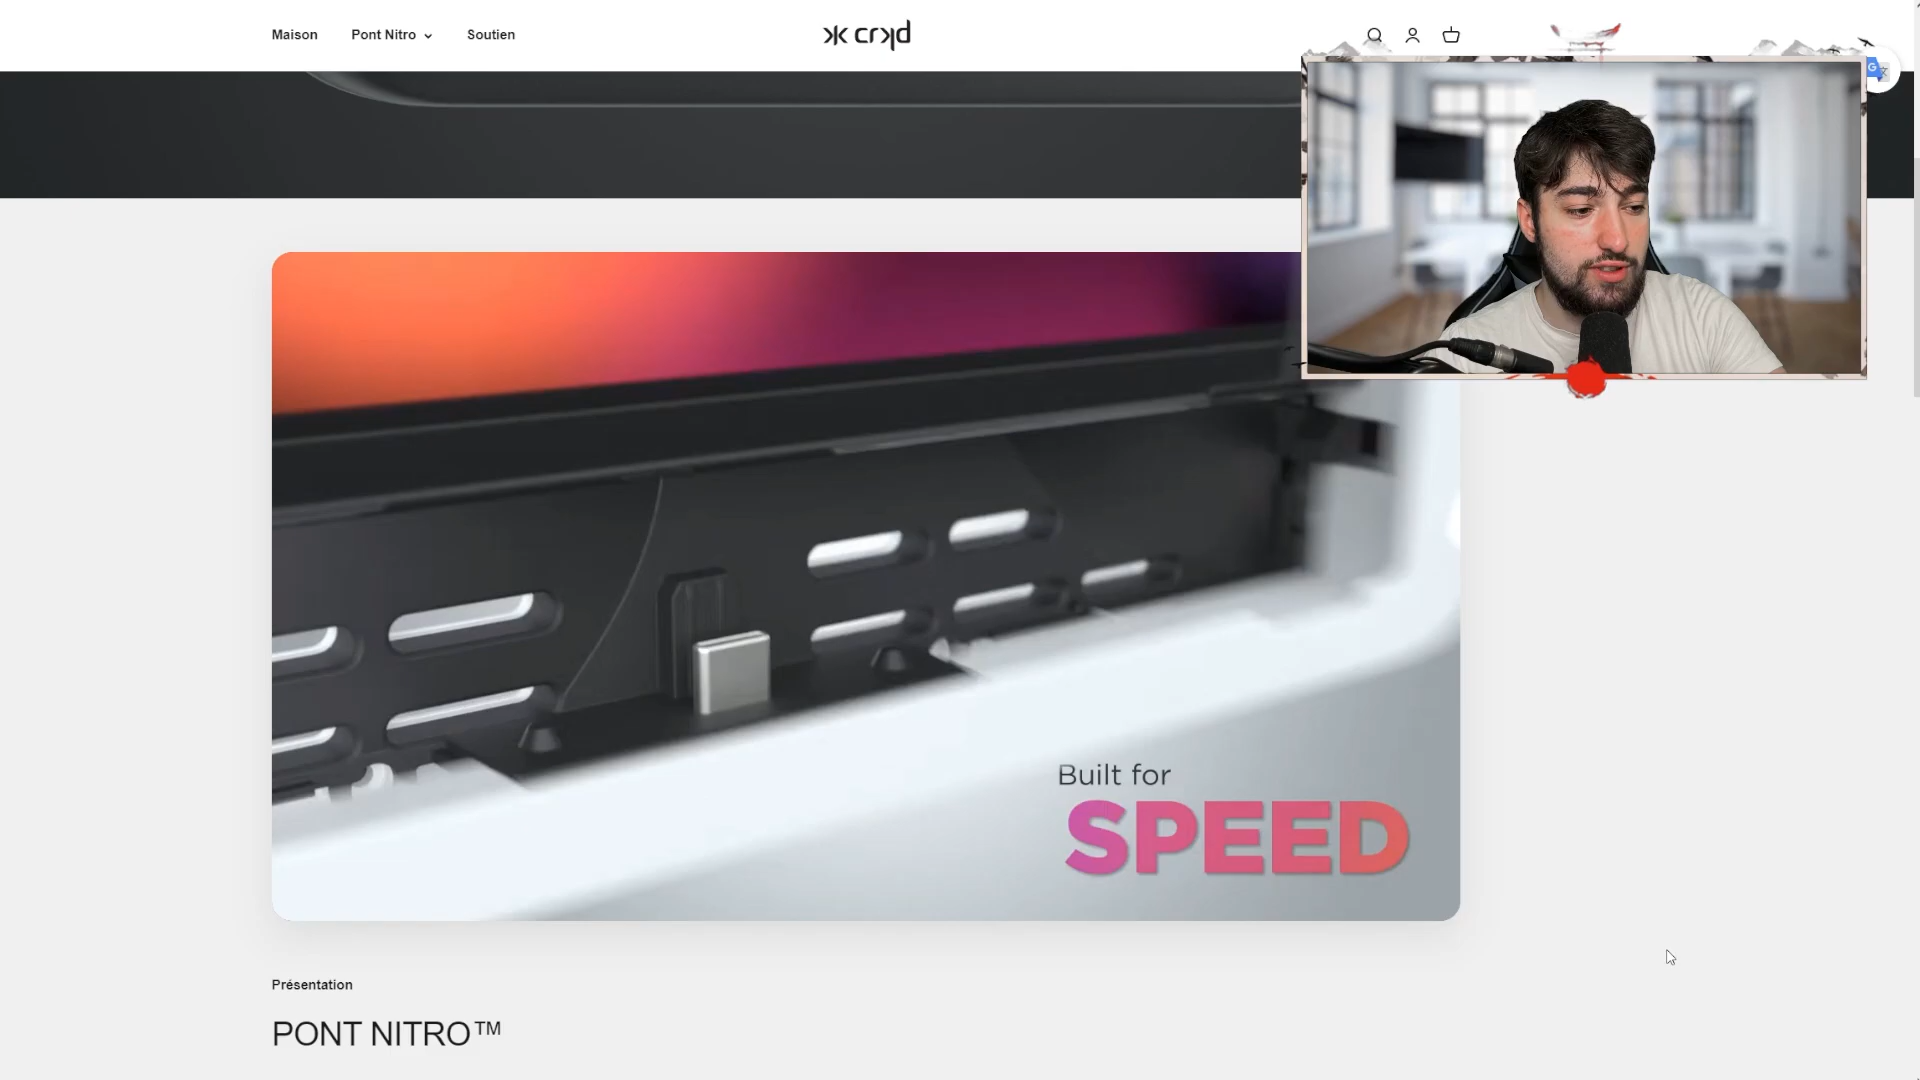 Maison
Pont Nitro
Soutien
crkd
Built for
SPEED
Présentation
PONT NITRO™